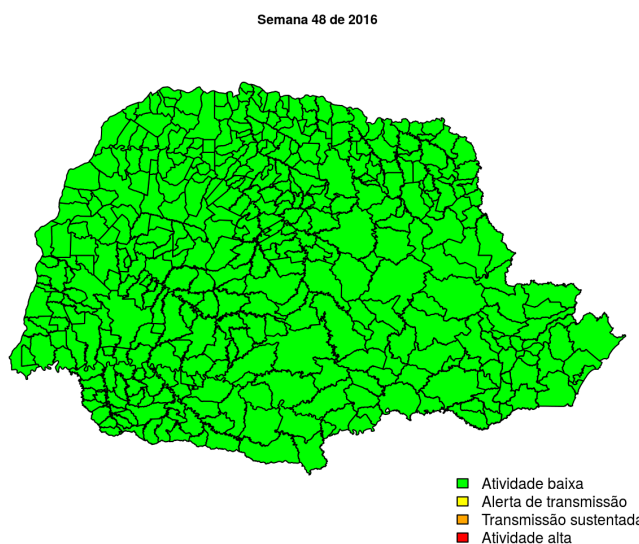 Semana 48 de 2016
Atividade baixa
Alerta de transmissão
Transmissão sustentada
Atividade alta